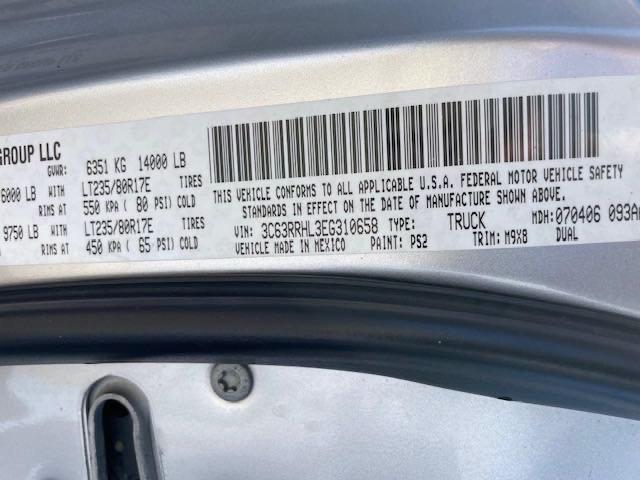 GROUP LLC
GVWR: 6351 KG 14000 LB
6000 LB WITH LT235/80R17E TIRES
RIMS AT 550 KPA ( 80 PSI) COLD
9750 LB WITH LT235/80R17E TIRES
RIMS AT 450 KPA ( 65 PSI) COLD
THIS VEHICLE CONFORMS TO ALL APPLICABLE U.S.A. FEDERAL MOTOR VEHICLE SAFETY
STANDARDS IN EFFECT ON THE DATE OF MANUFACTURE SHOWN ABOVE.
VIN: 3C63RRHL3EG310658 TYPE: TRUCK MDH: 070406 093A
VEHICLE MADE IN MEXICO PAINT: PS2 TRIM: M9X8 DUAL